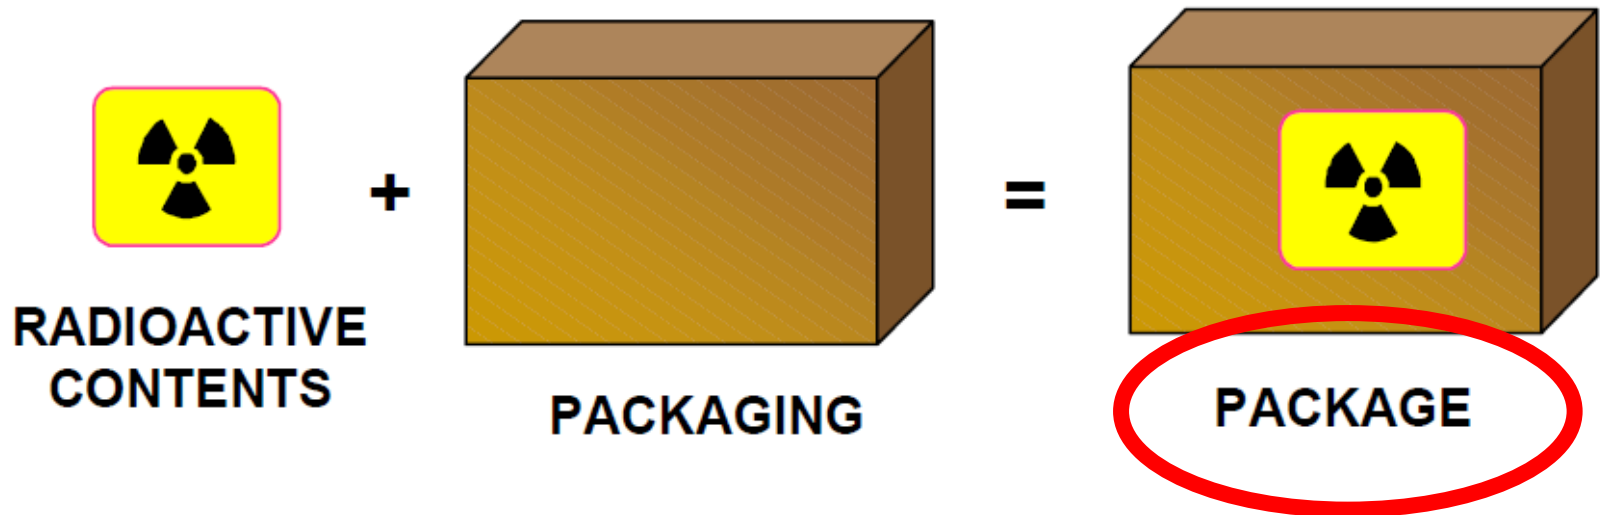 +
=
RADIOACTIVE
CONTENTS
PACKAGING
PACKAGE